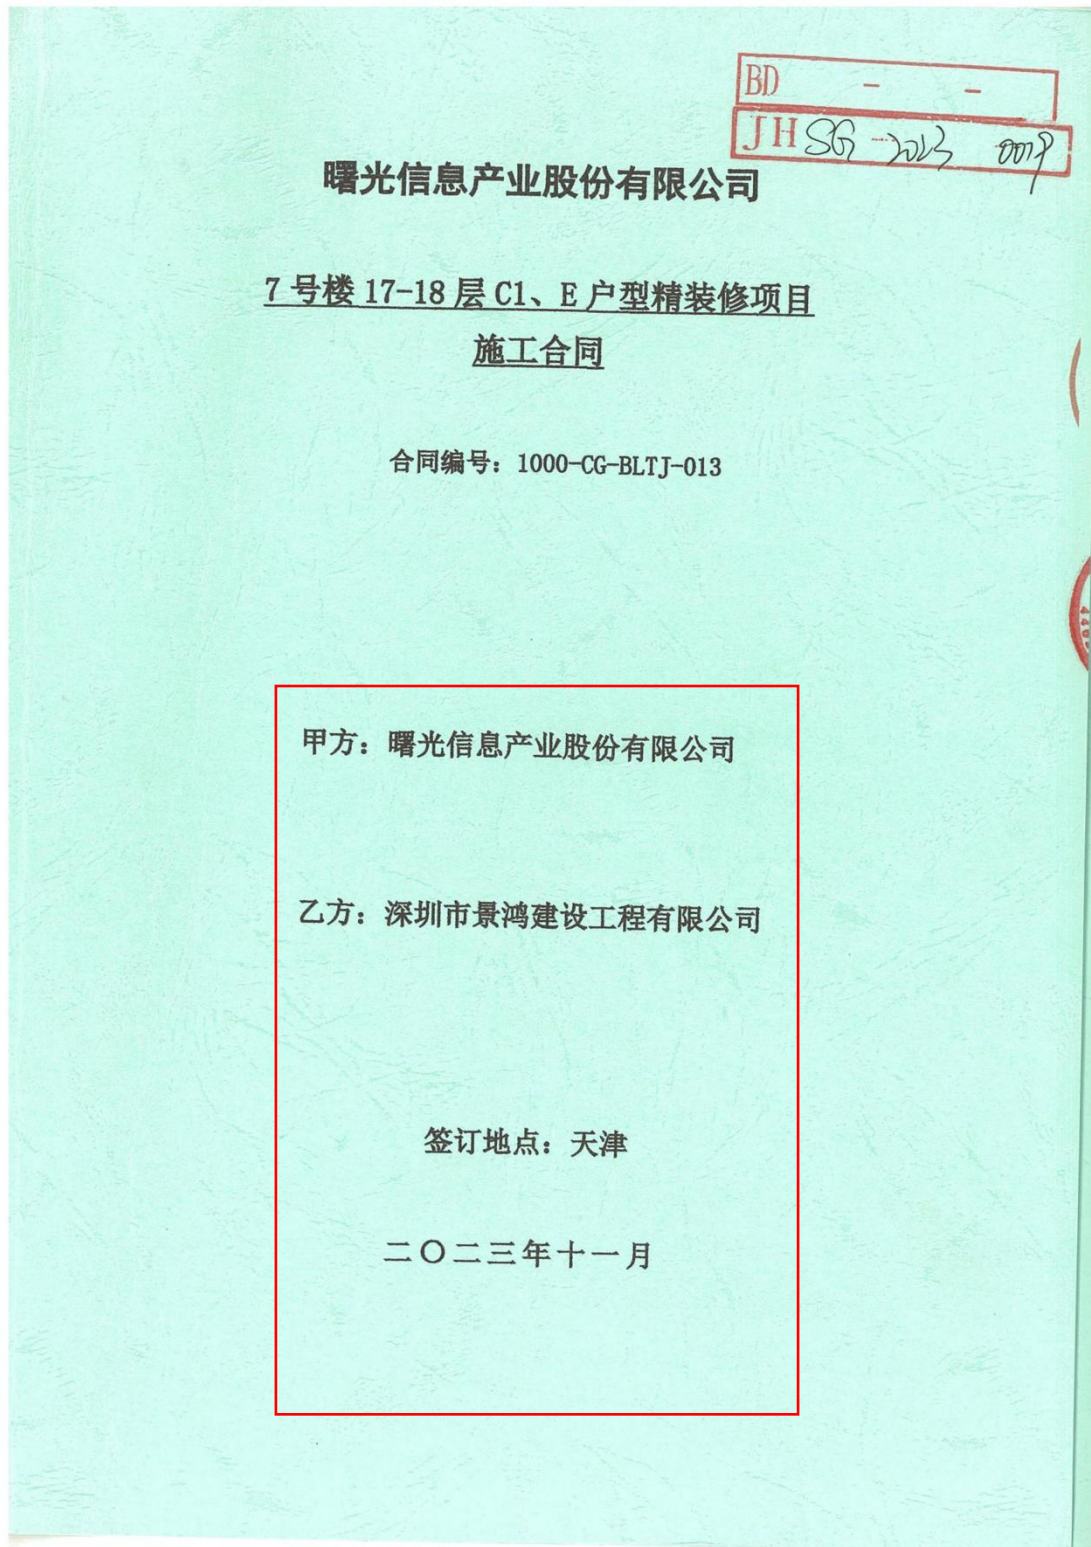 BD - -
JH SG - 2023 0019
曙光信息产业股份有限公司
7号楼17-18层C1、E户型精装修项目
施工合同
合同编号：1000-CG-BLTJ-013
甲方：曙光信息产业股份有限公司
乙方：深圳市景鸿建设工程有限公司
签订地点：天津
二〇二三年十一月